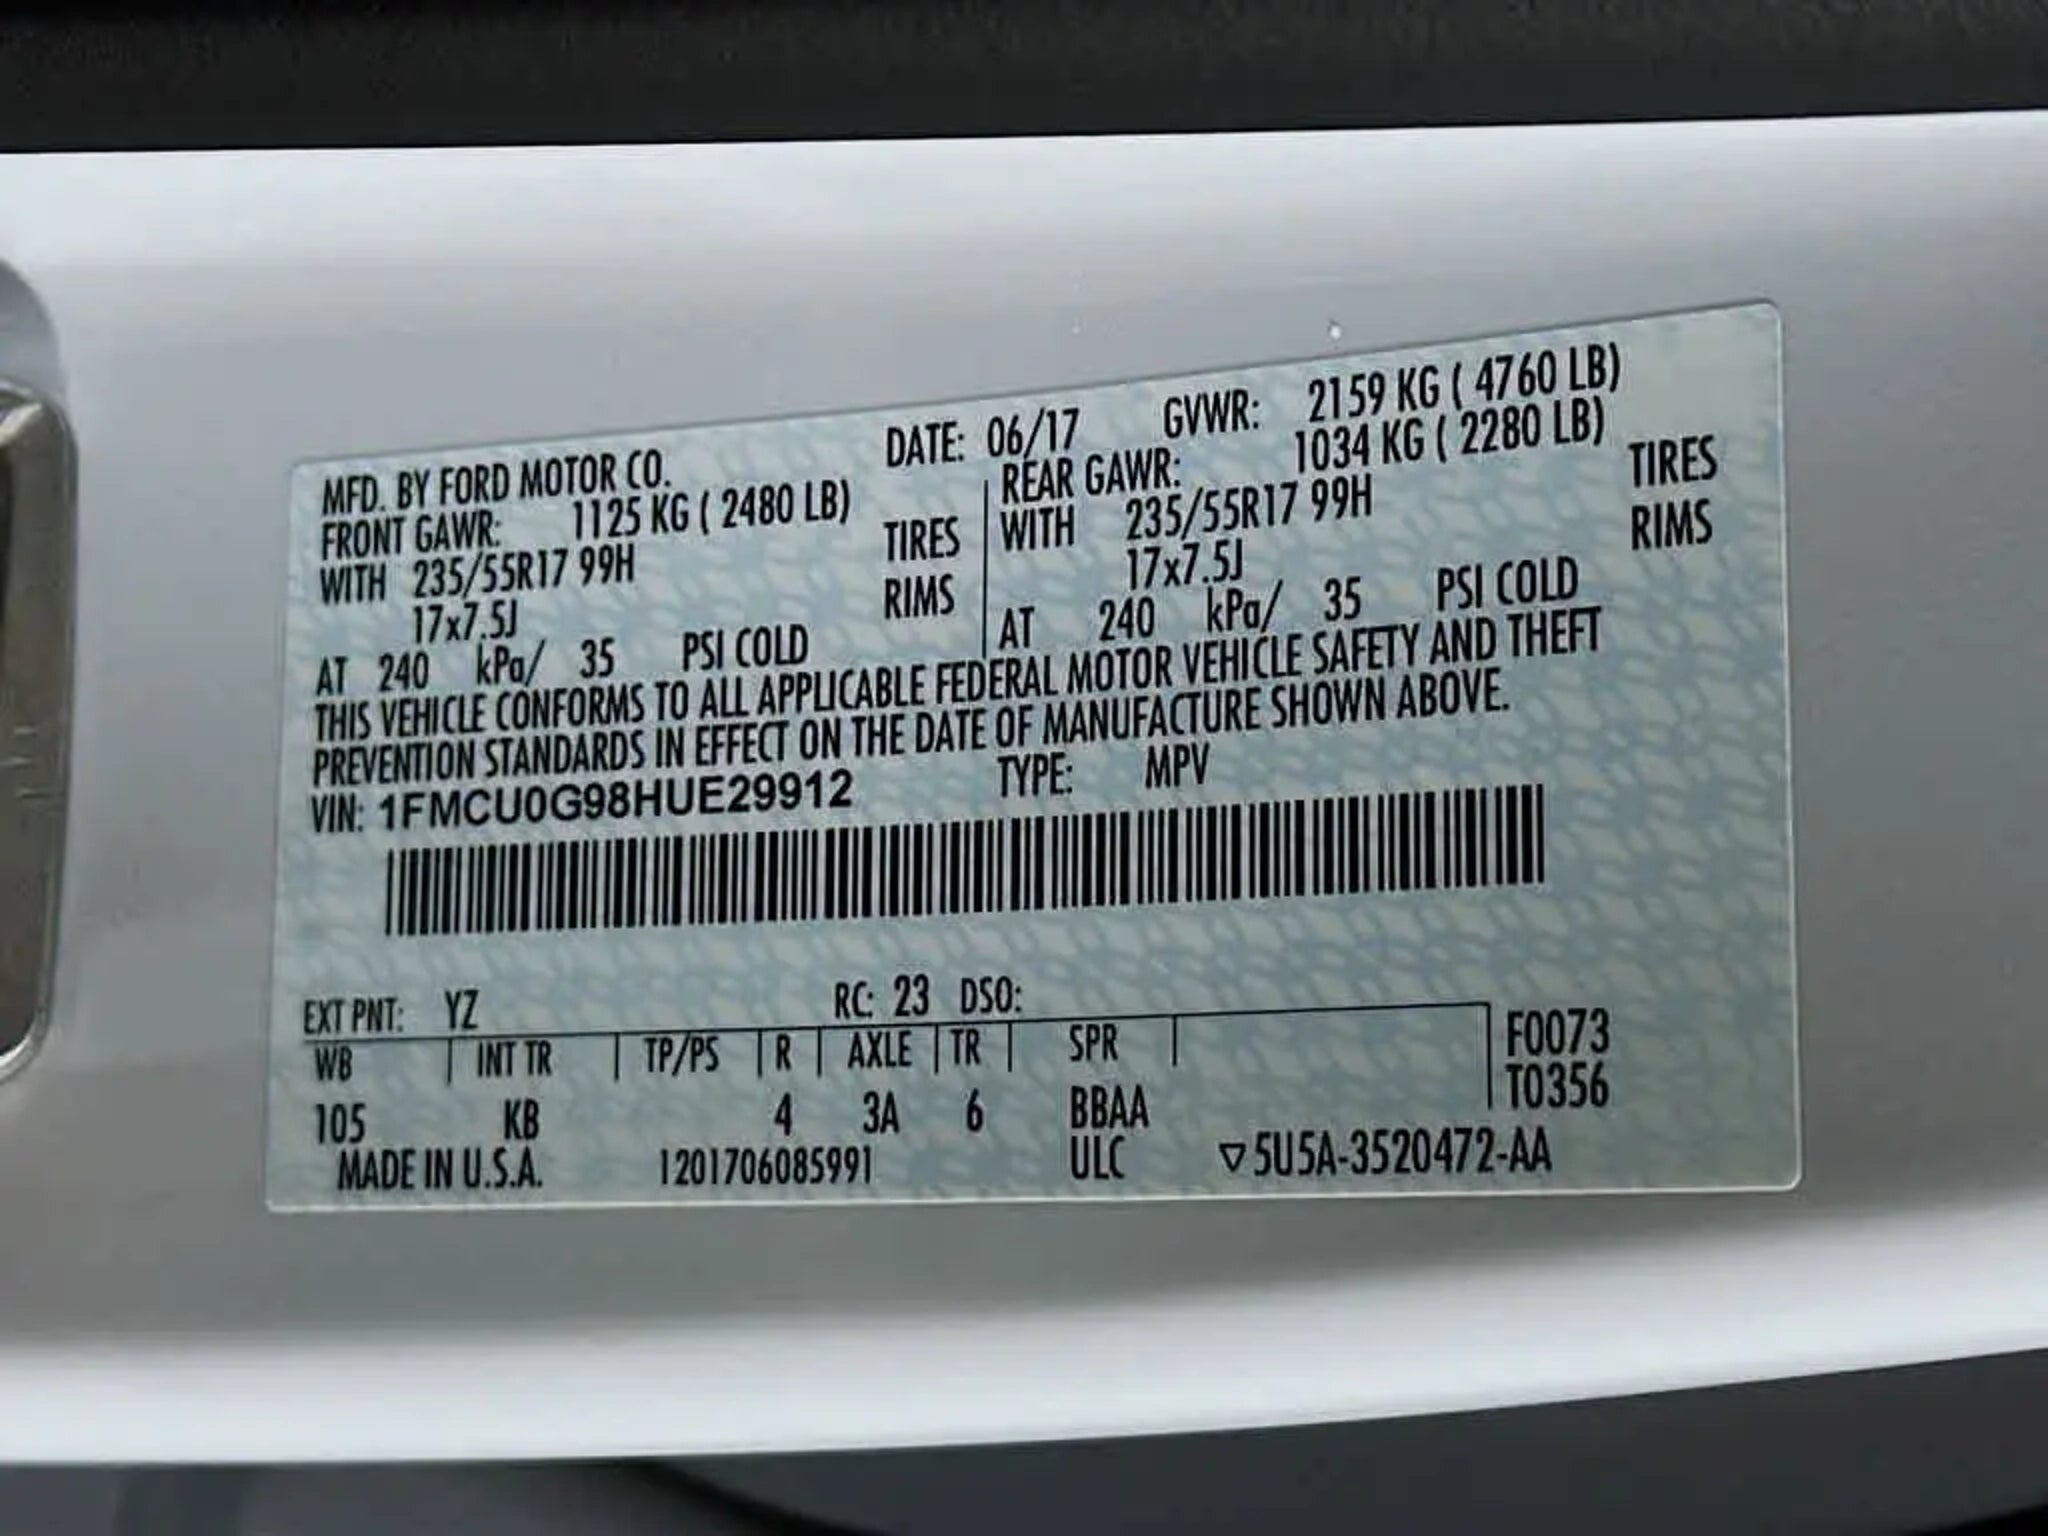 MFD. BY FORD MOTOR CO. DATE: 06/17 GVWR: 2159 KG ( 4760 LB)
FRONT GAWR: 1125 KG ( 2480 LB) REAR GAWR: 1034 KG ( 2280 LB)
WITH 235/55R17 99H TIRES WITH 235/55R17 99H TIRES
17x7.5J RIMS 17x7.5J RIMS
AT 240 kPa/ 35 PSI COLD AT 240 kPa/ 35 PSI COLD
THIS VEHICLE CONFORMS TO ALL APPLICABLE FEDERAL MOTOR VEHICLE SAFETY AND THEFT
PREVENTION STANDARDS IN EFFECT ON THE DATE OF MANUFACTURE SHOWN ABOVE.
VIN: 1FMCU0G98HUE29912 TYPE: MPV
EXT PNT: YZ RC: 23 DSO:
WB INT TR TP/PS R AXLE TR SPR F0073
105 KB 4 3A 6 BBAA T0356
MADE IN U.S.A. 1201706085991 ULC ▽5U5A-3520472-AA